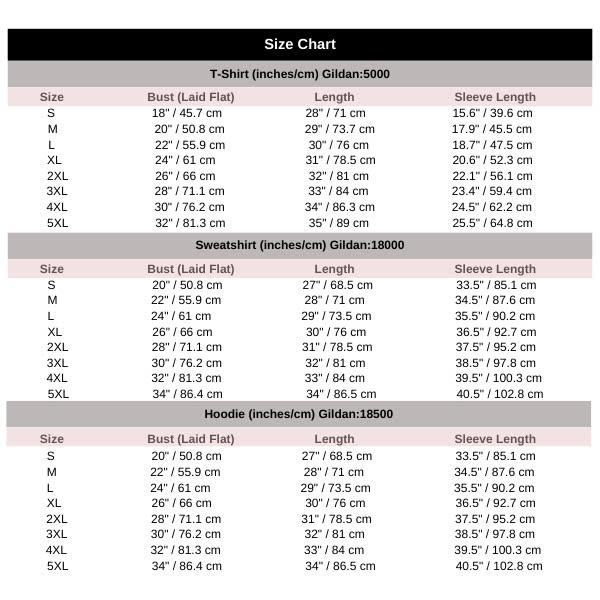 Size Chart
T-Shirt (inches/cm) Gildan:5000
Size Bust (Laid Flat) Length Sleeve Length
S 18" / 45.7 cm 28" / 71 cm 15.6" / 39.6 cm
M 20" / 50.8 cm 29" / 73.7 cm 17.9" / 45.5 cm
L 22" / 55.9 cm 30" / 76 cm 18.7" / 47.5 cm
XL 24" / 61 cm 31" / 78.5 cm 20.6" / 52.3 cm
2XL 26" / 66 cm 32" / 81 cm 22.1" / 56.1 cm
3XL 28" / 71.1 cm 33" / 84 cm 23.4" / 59.4 cm
4XL 30" / 76.2 cm 34" / 86.3 cm 24.5" / 62.2 cm
5XL 32" / 81.3 cm 35" / 89 cm 25.5" / 64.8 cm
Sweatshirt (inches/cm) Gildan:18000
Size Bust (Laid Flat) Length Sleeve Length
S 20" / 50.8 cm 27" / 68.5 cm 33.5" / 85.1 cm
M 22" / 55.9 cm 28" / 71 cm 34.5" / 87.6 cm
L 24" / 61 cm 29" / 73.5 cm 35.5" / 90.2 cm
XL 26" / 66 cm 30" / 76 cm 36.5" / 92.7 cm
2XL 28" / 71.1 cm 31" / 78.5 cm 37.5" / 95.2 cm
3XL 30" / 76.2 cm 32" / 81 cm 38.5" / 97.8 cm
4XL 32" / 81.3 cm 33" / 84 cm 39.5" / 100.3 cm
5XL 34" / 86.4 cm 34" / 86.5 cm 40.5" / 102.8 cm
Hoodie (inches/cm) Gildan:18500
Size Bust (Laid Flat) Length Sleeve Length
S 20" / 50.8 cm 27" / 68.5 cm 33.5" / 85.1 cm
M 22" / 55.9 cm 28" / 71 cm 34.5" / 87.6 cm
L 24" / 61 cm 29" / 73.5 cm 35.5" / 90.2 cm
XL 26" / 66 cm 30" / 76 cm 36.5" / 92.7 cm
2XL 28" / 71.1 cm 31" / 78.5 cm 37.5" / 95.2 cm
3XL 30" / 76.2 cm 32" / 81 cm 38.5" / 97.8 cm
4XL 32" / 81.3 cm 33" / 84 cm 39.5" / 100.3 cm
5XL 34" / 86.4 cm 34" / 86.5 cm 40.5" / 102.8 cm